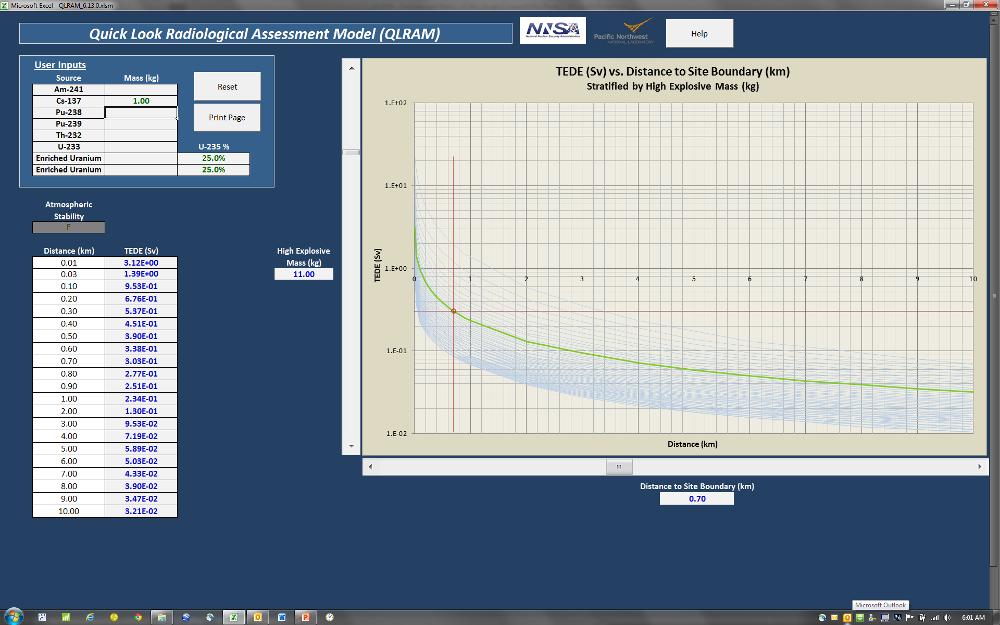 Microsoft Excel - QLRAM_6.13.0.xlsm
Quick Look Radiological Assessment Model (QLRAM)
NNSA
National Nuclear Security Administration
Pacific Northwest
NATIONAL LABORATORY
Help
User Inputs
Source Mass (kg)
Am-241
Cs-137 1.00
Pu-238
Pu-239
Th-232
U-233 U-235 %
Enriched Uranium 25.0%
Enriched Uranium 25.0%
Reset
Print Page
Atmospheric
Stability
F
Distance (km) TEDE (Sv)
0.01 3.12E+00
0.03 1.39E+00
0.10 9.53E-01
0.20 6.76E-01
0.30 5.37E-01
0.40 4.51E-01
0.50 3.90E-01
0.60 3.38E-01
0.70 3.03E-01
0.80 2.77E-01
0.90 2.51E-01
1.00 2.34E-01
2.00 1.30E-01
3.00 9.53E-02
4.00 7.19E-02
5.00 5.89E-02
6.00 5.03E-02
7.00 4.33E-02
8.00 3.90E-02
9.00 3.47E-02
10.00 3.21E-02
High Explosive
Mass (kg)
11.00
TEDE (Sv) vs. Distance to Site Boundary (km)
Stratified by High Explosive Mass (kg)
1.E+02
1.E+01
1.E+00
1.E-01
1.E-02
TEDE (Sv)
0 1 2 3 4 5 6 7 8 9 10
Distance (km)
Distance to Site Boundary (km)
0.70
Microsoft Outlook
6:01 AM